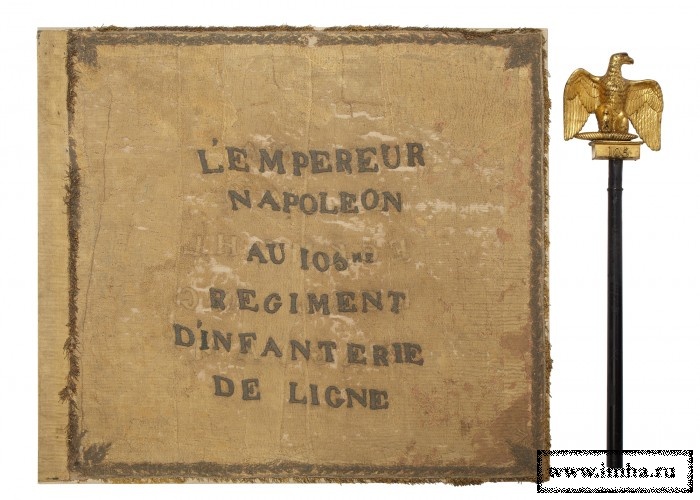 L'EMPEREUR
NAPOLEON
AU 105ME
REGIMENT
D'INFANTERIE
DE LIGNE
105
www.imha.ru